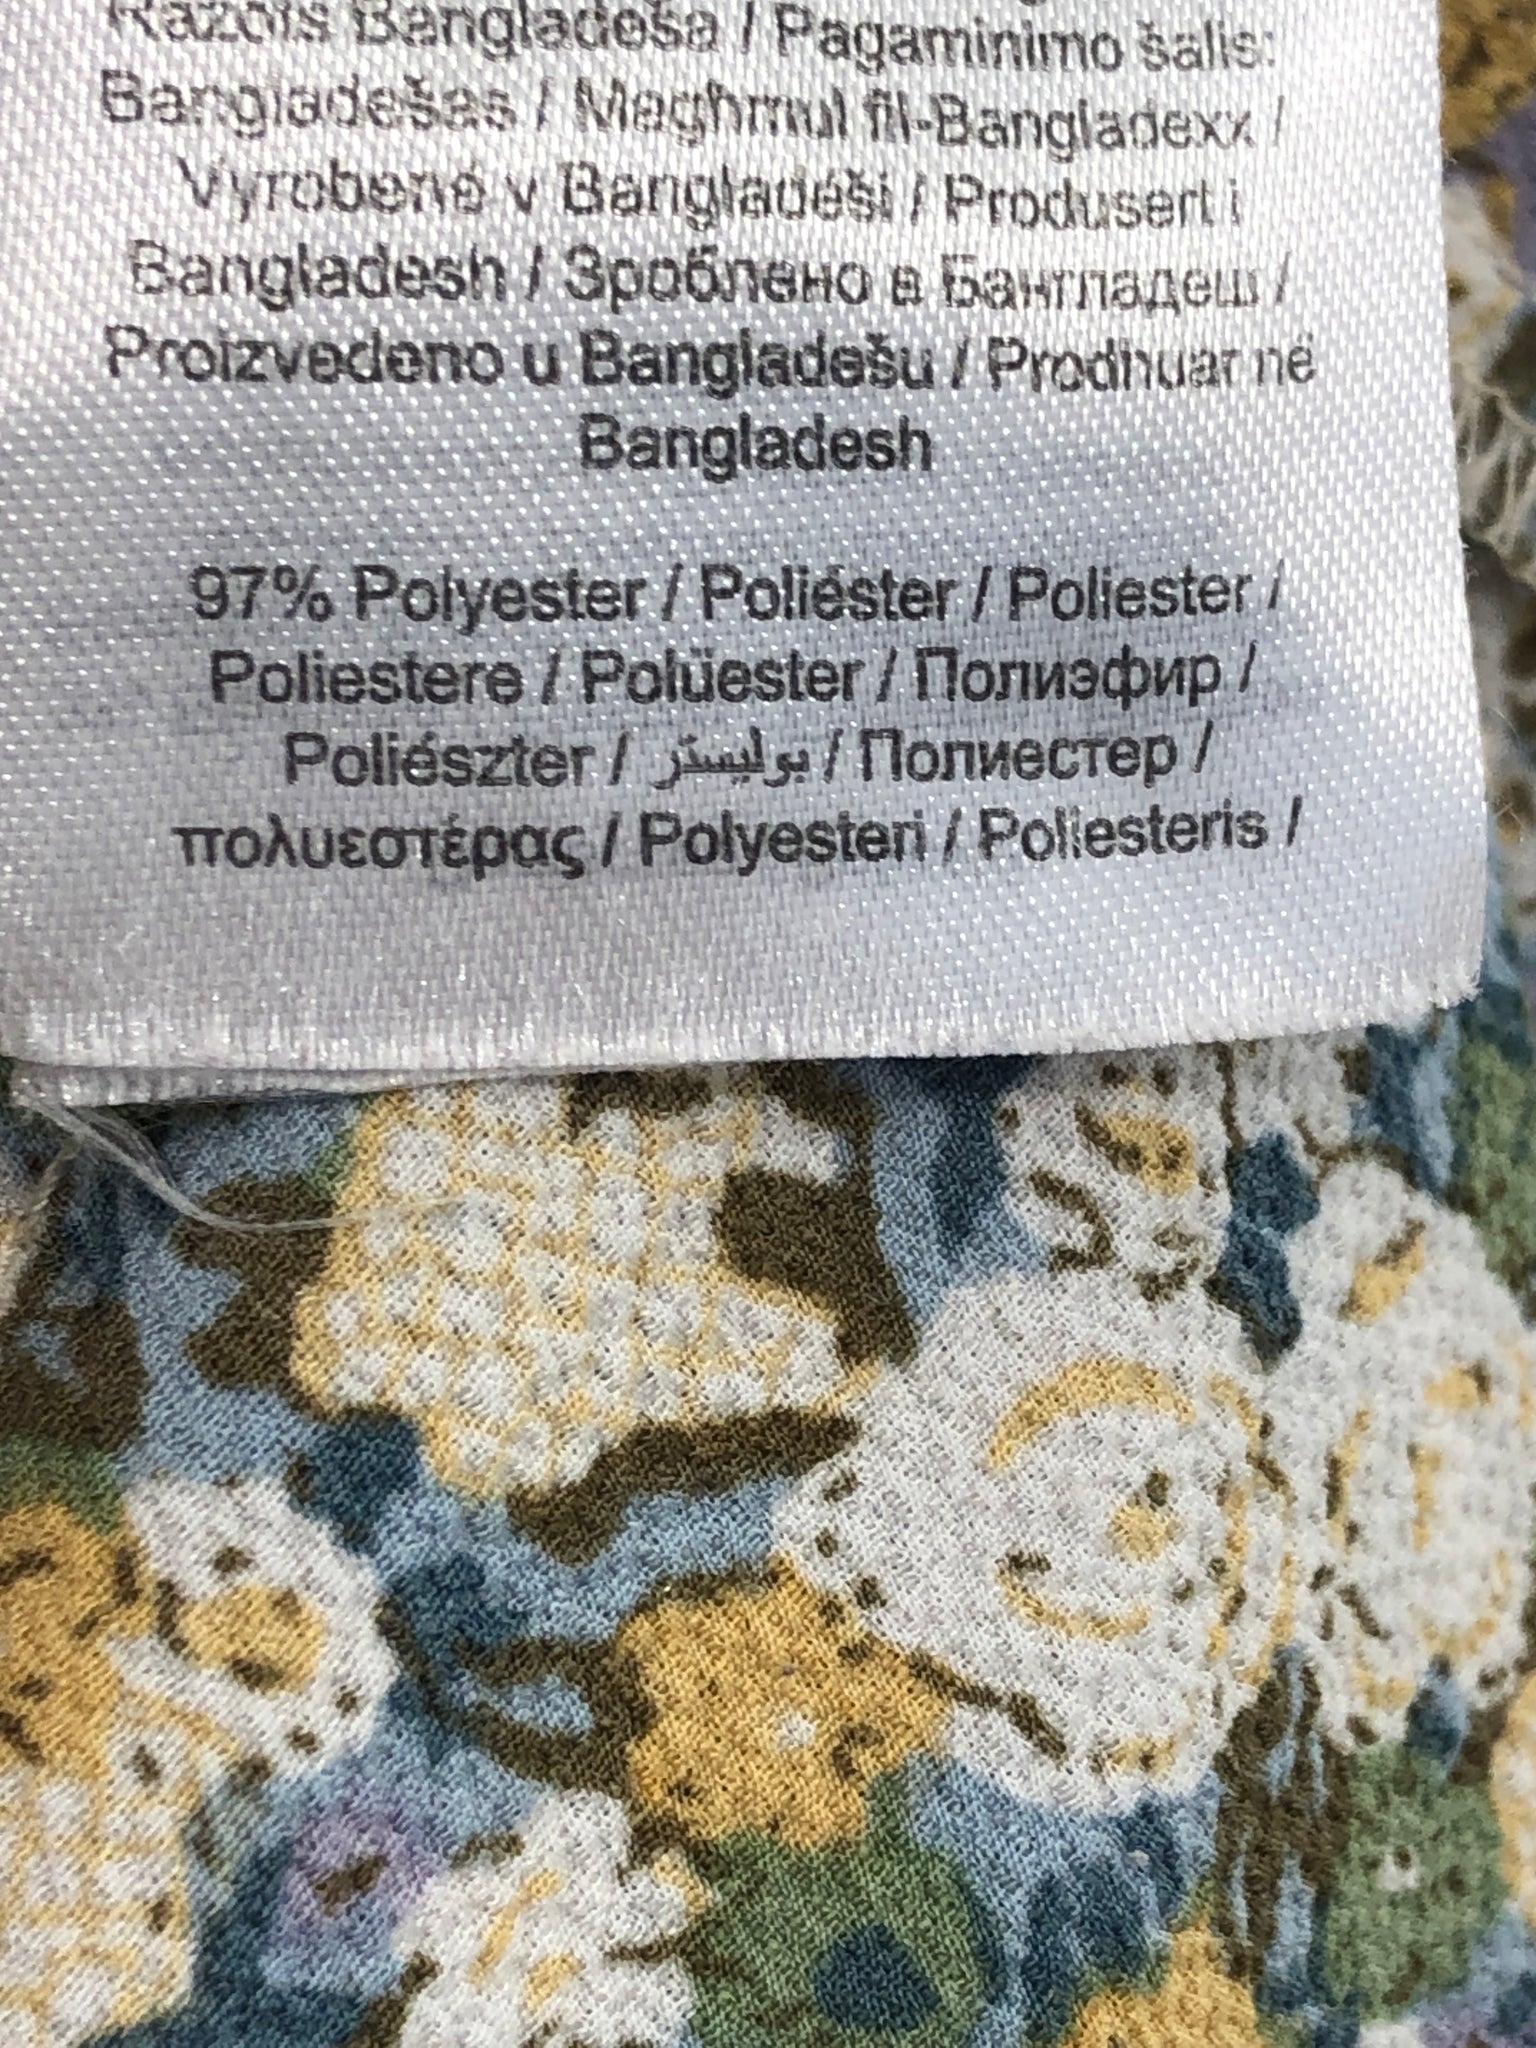 Ražots Bangladeša / Pagaminimo šalis:
Bangladešas / Magħmul fil-Bangladexx /
Vyrobené v Bangladéši / Produsert i
Bangladesh / Зроблено в Бангладеш /
Proizvedeno u Bangladešu / Prodhuar në
Bangladesh
97% Polyester / Poliéster / Poliester /
Poliestere / Polüester / Полиэфир /
Poliészter / بوليستر / Полиестер /
πολυεστέρας / Polyesteri / Poliesteris /